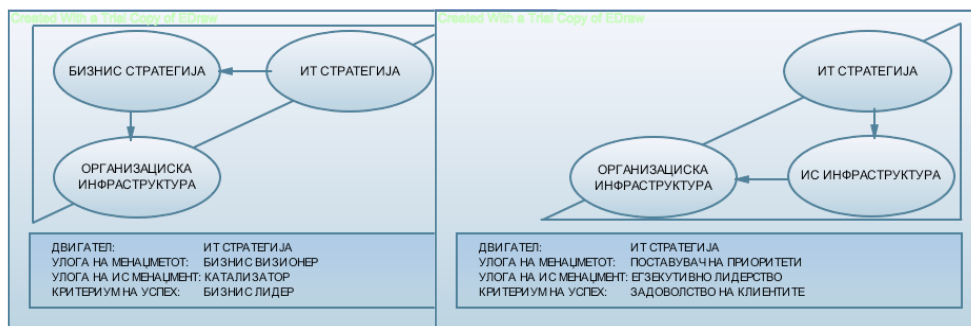 Created With a Trial Copy of EDraw
БИЗНИС СТРАТЕГИЈА
ИТ СТРАТЕГИЈА
ОРГАНИЗАЦИСКА
ИНФРАСТРУКТУРА
ДВИГАТЕЛ: ИТ СТРАТЕГИЈА
УЛОГА НА МЕНАЏМЕТОТ: БИЗНИС ВИЗИОНЕР
УЛОГА НА ИС МЕНАЏМЕНТ: КАТАЛИЗАТОР
КРИТЕРИУМ НА УСПЕХ: БИЗНИС ЛИДЕР
Created With a Trial Copy of EDraw
ИТ СТРАТЕГИЈА
ОРГАНИЗАЦИСКА
ИНФРАСТРУКТУРА
ИС ИНФРАСТРУКТУРА
ДВИГАТЕЛ: ИТ СТРАТЕГИЈА
УЛОГА НА МЕНАЏМЕТОТ: ПОСТАВУВАЧ НА ПРИОРИТЕТИ
УЛОГА НА ИС МЕНАЏМЕНТ: ЕГЗЕКУТИВНО ЛИДЕРСТВО
КРИТЕРИУМ НА УСПЕХ: ЗАДОВОЛСТВО НА КЛИЕНТИТЕ